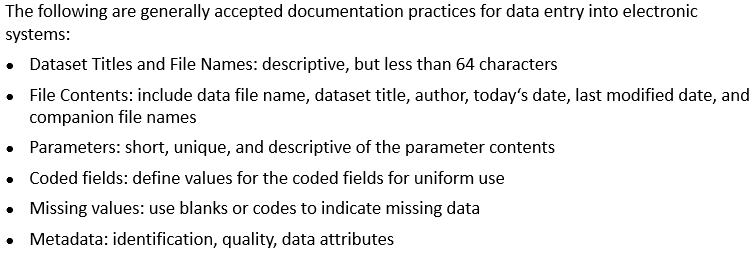 The following are generally accepted documentation practices for data entry into electronic
systems:
• Dataset Titles and File Names: descriptive, but less than 64 characters
• File Contents: include data file name, dataset title, author, today‘s date, last modified date, and
companion file names
• Parameters: short, unique, and descriptive of the parameter contents
• Coded fields: define values for the coded fields for uniform use
• Missing values: use blanks or codes to indicate missing data
• Metadata: identification, quality, data attributes